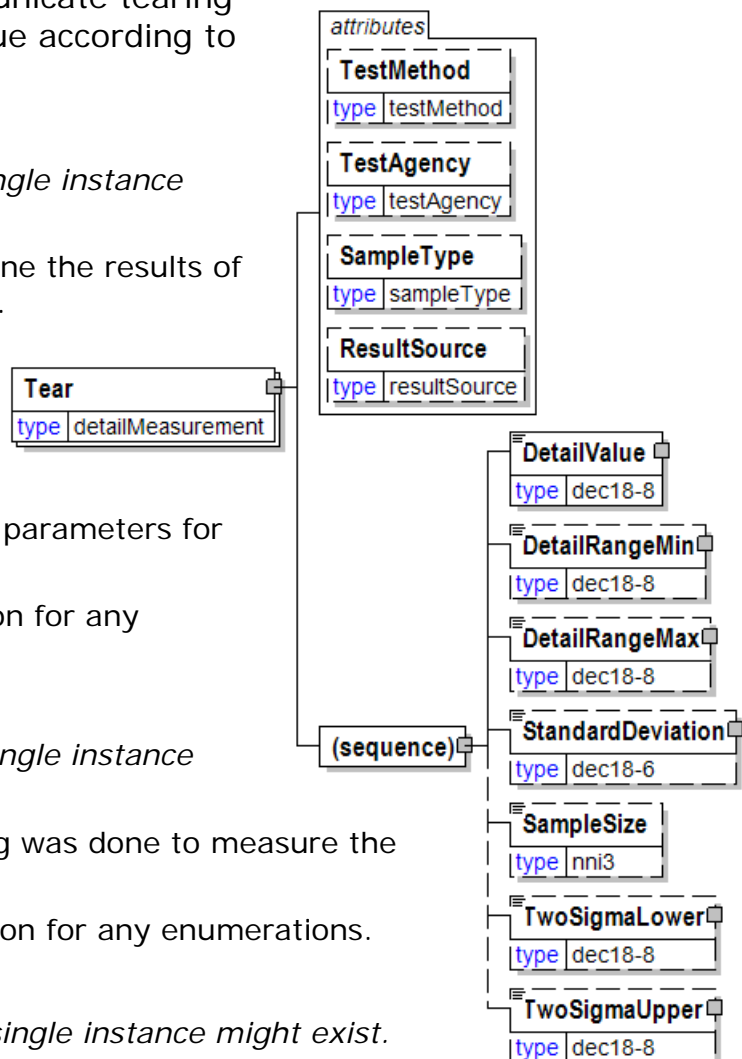 unicate tearing
ue according to
ngle instance
ne the results of
.
parameters for
on for any
ngle instance
g was done to measure the
on for any enumerations.
single instance might exist.
Tear
type detailMeasurement
attributes
TestMethod
type testMethod
TestAgency
type testAgency
SampleType
type sampleType
ResultSource
type resultSource
(sequence)
DetailValue
type dec18-8
DetailRangeMin
type dec18-8
DetailRangeMax
type dec18-8
StandardDeviation
type dec18-6
SampleSize
type nni3
TwoSigmaLower
type dec18-8
TwoSigmaUpper
type dec18-8